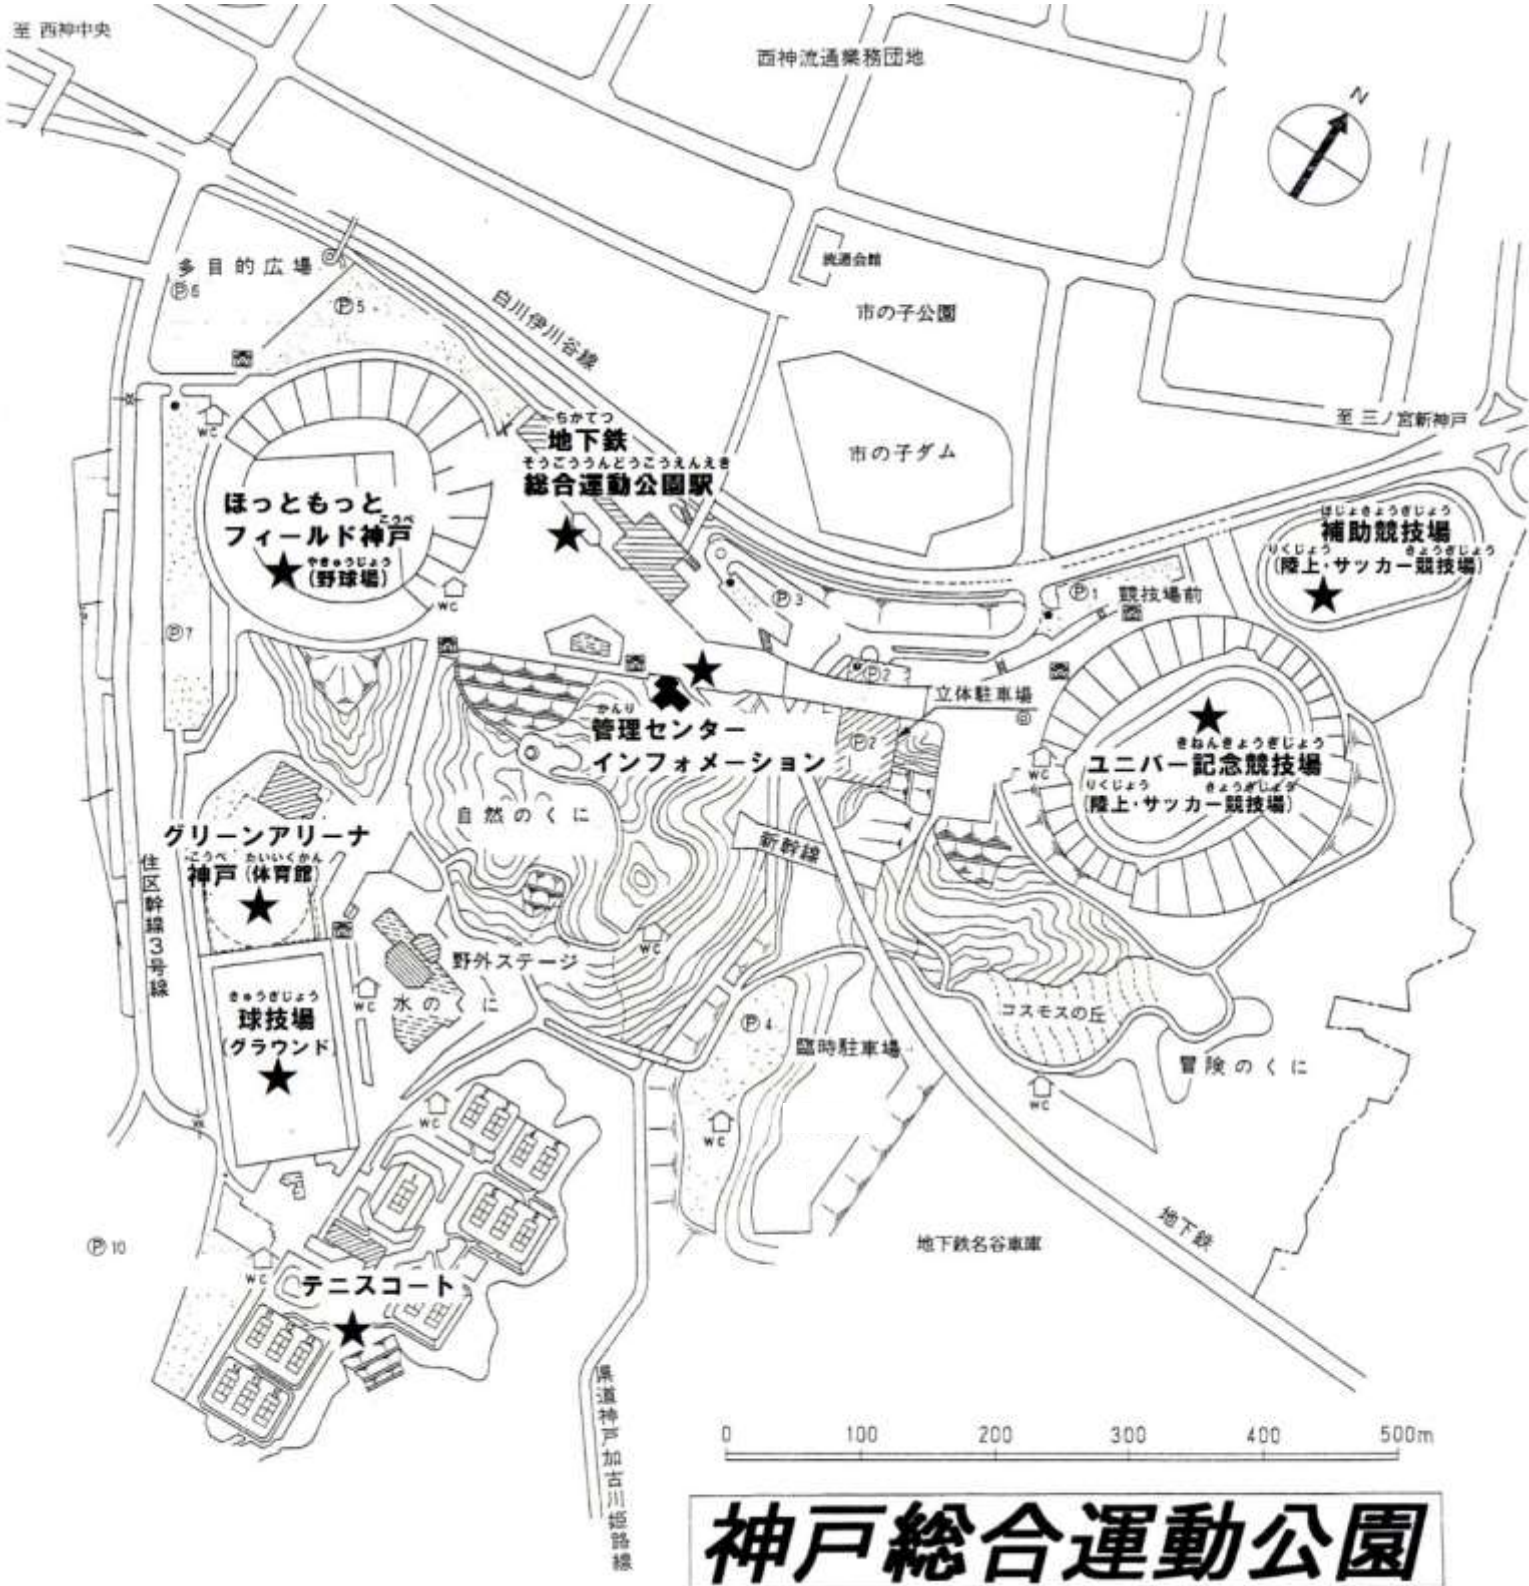 至 西神中央
西神流通業務団地
N
流通会館
多目的広場
Ⓟ6
Ⓟ5
白川伊川谷線
市の子公園
市の子ダム
至 三ノ宮新神戸
WC
ちかてつ
地下鉄
そうごううんどうこうえんえき
総合運動公園駅
ほっともっと
こうべ
フィールド神戸
やきゅうじょう
(野球場)
WC
Ⓟ7
Ⓟ3
Ⓟ1 競技場前
ほじょきょうぎじょう
補助競技場
りくじょう きょうぎじょう
(陸上・サッカー競技場)
Ⓟ2
立体駐車場
かんり
管理センター
インフォメーション
Ⓟ2
WC
きねんきょうぎじょう
ユニバー記念競技場
りくじょう きょうぎじょう
(陸上・サッカー競技場)
自然のくに
新幹線
グリーンアリーナ
こうべ たいいくかん
神戸(体育館)
住区幹線3号線
WC
野外ステージ
WC
水のくに
きゅうぎじょう
球技場
(グラウンド)
Ⓟ4
臨時駐車場
コスモスの丘
冒険のくに
WC
WC
WC
地下鉄
地下鉄名谷車庫
Ⓟ10
WC
テニスコート
県道神戸加古川姫路線
0 100 200 300 400 500m
神戸総合運動公園